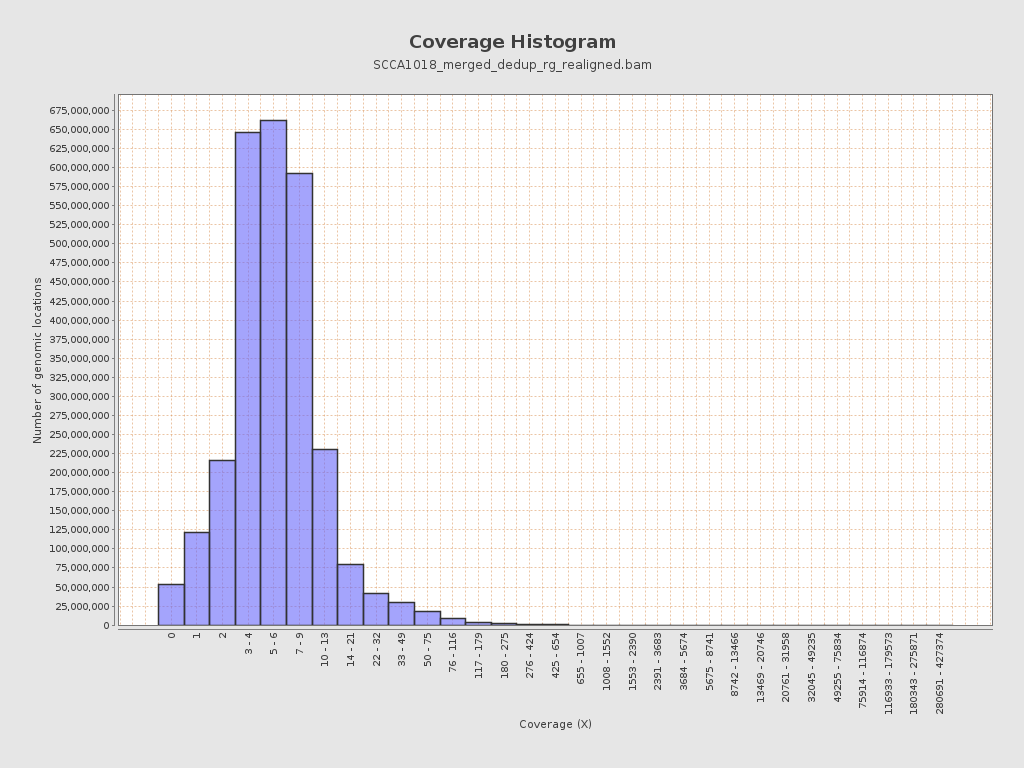 Coverage Histogram
SCCA1018_merged_dedup_rg_realigned.bam
Number of genomic locations
675,000,000
650,000,000
625,000,000
600,000,000
575,000,000
550,000,000
525,000,000
500,000,000
475,000,000
450,000,000
425,000,000
400,000,000
375,000,000
350,000,000
325,000,000
300,000,000
275,000,000
250,000,000
225,000,000
200,000,000
175,000,000
150,000,000
125,000,000
100,000,000
75,000,000
50,000,000
25,000,000
0
0
1
2
3 - 4
5 - 6
7 - 9
10 - 13
14 - 21
22 - 32
33 - 49
50 - 75
76 - 116
117 - 179
180 - 275
276 - 424
425 - 654
655 - 1007
1008 - 1552
1553 - 2390
2391 - 3683
3684 - 5674
5675 - 8741
8742 - 13466
13469 - 20746
20761 - 31958
32045 - 49235
49255 - 75834
75914 - 116874
116933 - 179573
180343 - 275871
280691 - 427374
Coverage (X)